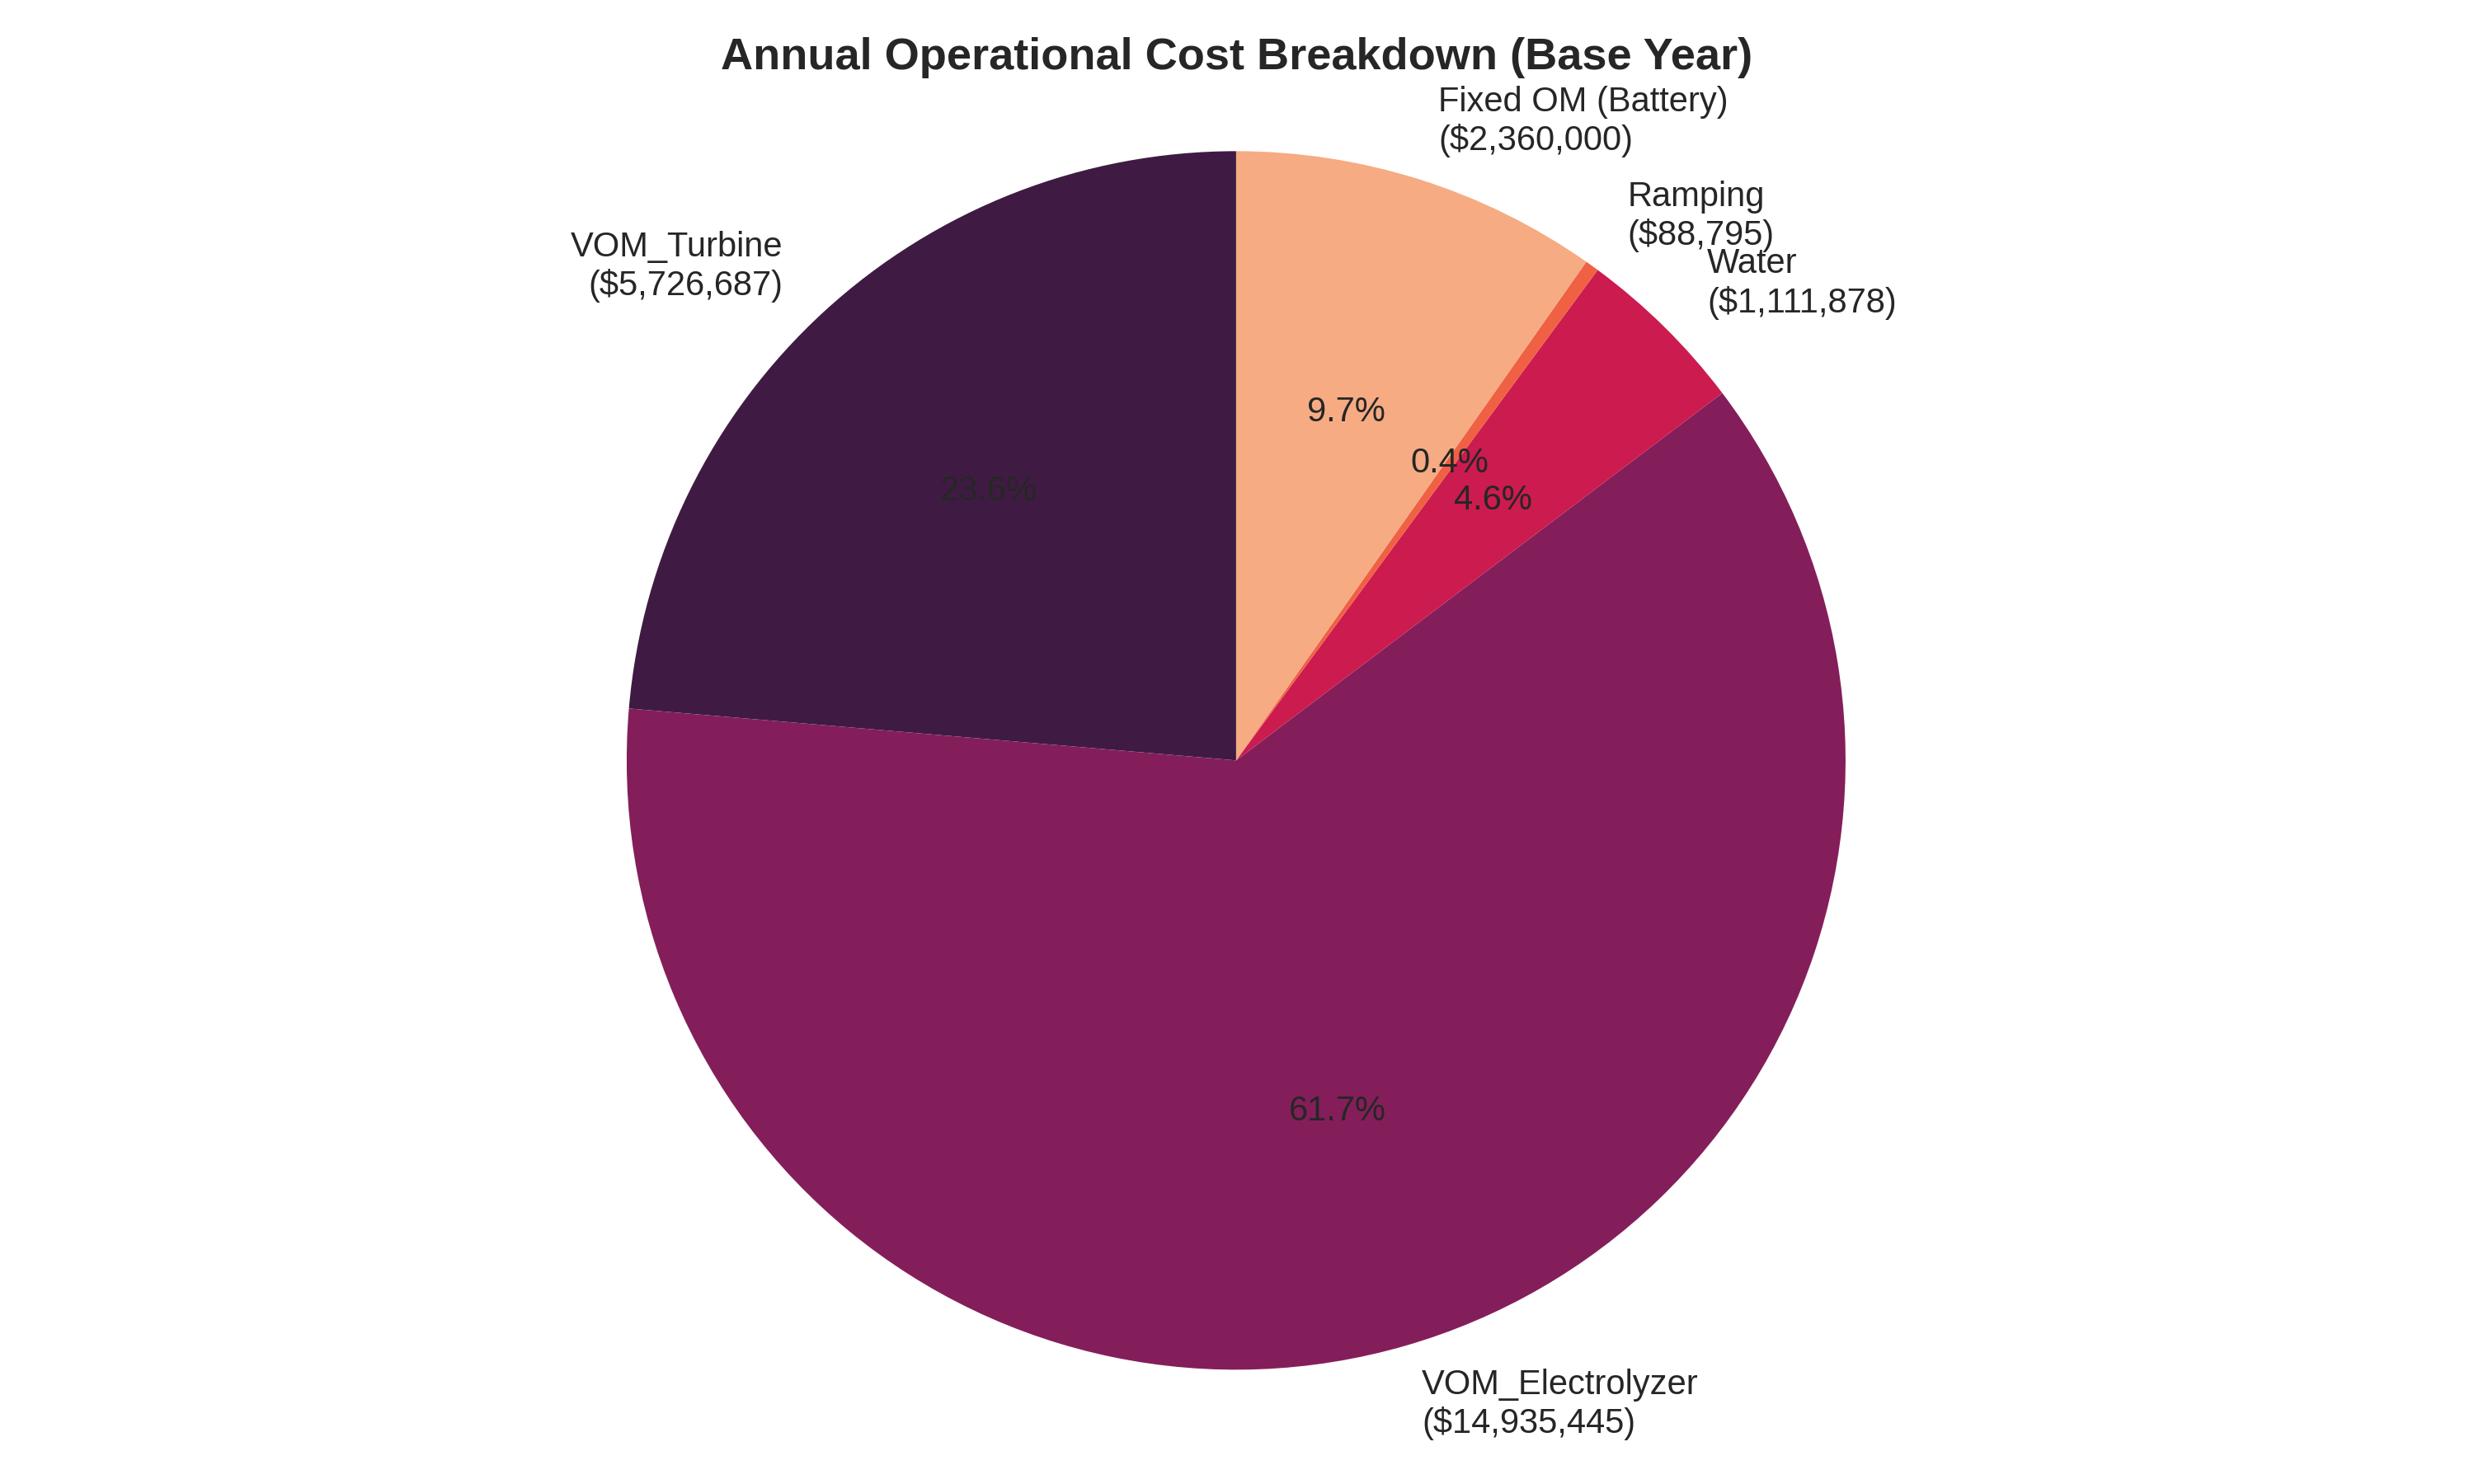 Annual Operational Cost Breakdown (Base Year)
Fixed OM (Battery)
($2,360,000)
Ramping
($88,795)
Water
($1,111,878)
VOM_Turbine
($5,726,687)
9.7%
0.4%
4.6%
23.6%
61.7%
VOM_Electrolyzer
($14,935,445)